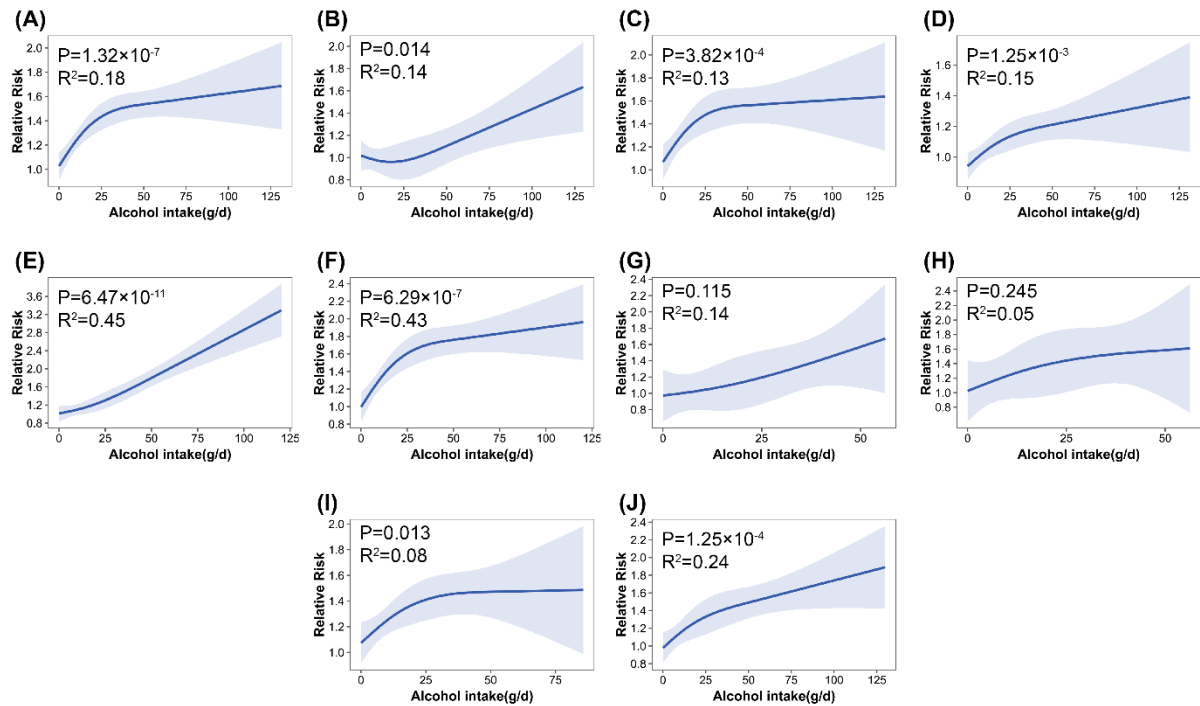 (A)
P=1.32×10⁻⁷
R²=0.18
Relative Risk
2.0
1.8
1.6
1.4
1.2
1.0
0 25 50 75 100 125
Alcohol intake(g/d)
(B)
P=0.014
R²=0.14
Relative Risk
2.0
1.8
1.6
1.4
1.2
1.0
0.8
0 25 50 75 100 125
Alcohol intake(g/d)
(C)
P=3.82×10⁻⁴
R²=0.13
Relative Risk
2.0
1.8
1.6
1.4
1.2
1.0
0 25 50 75 100 125
Alcohol intake(g/d)
(D)
P=1.25×10⁻³
R²=0.15
Relative Risk
1.6
1.4
1.2
1.0
0 25 50 75 100 125
Alcohol intake(g/d)
(E)
P=6.47×10⁻¹¹
R²=0.45
Relative Risk
3.6
3.2
2.8
2.4
2.0
1.6
1.2
0.8
0 25 50 75 100 125
Alcohol intake(g/d)
(F)
P=6.29×10⁻⁷
R²=0.43
Relative Risk
2.4
2.2
2.0
1.8
1.6
1.4
1.2
1.0
0.8
0 25 50 75 100 125
Alcohol intake(g/d)
(G)
P=0.115
R²=0.14
Relative Risk
2.4
2.2
2.0
1.8
1.6
1.4
1.2
1.0
0.8
0 25 50
Alcohol intake(g/d)
(H)
P=0.245
R²=0.05
Relative Risk
2.4
2.2
2.0
1.8
1.6
1.4
1.2
1.0
0.8
0 25 50
Alcohol intake(g/d)
(I)
P=0.013
R²=0.08
Relative Risk
2.0
1.8
1.6
1.4
1.2
1.0
0 25 50 75
Alcohol intake(g/d)
(J)
P=1.25×10⁻⁴
R²=0.24
Relative Risk
2.4
2.2
2.0
1.8
1.6
1.4
1.2
1.0
0.8
0 25 50 75 100 125
Alcohol intake(g/d)